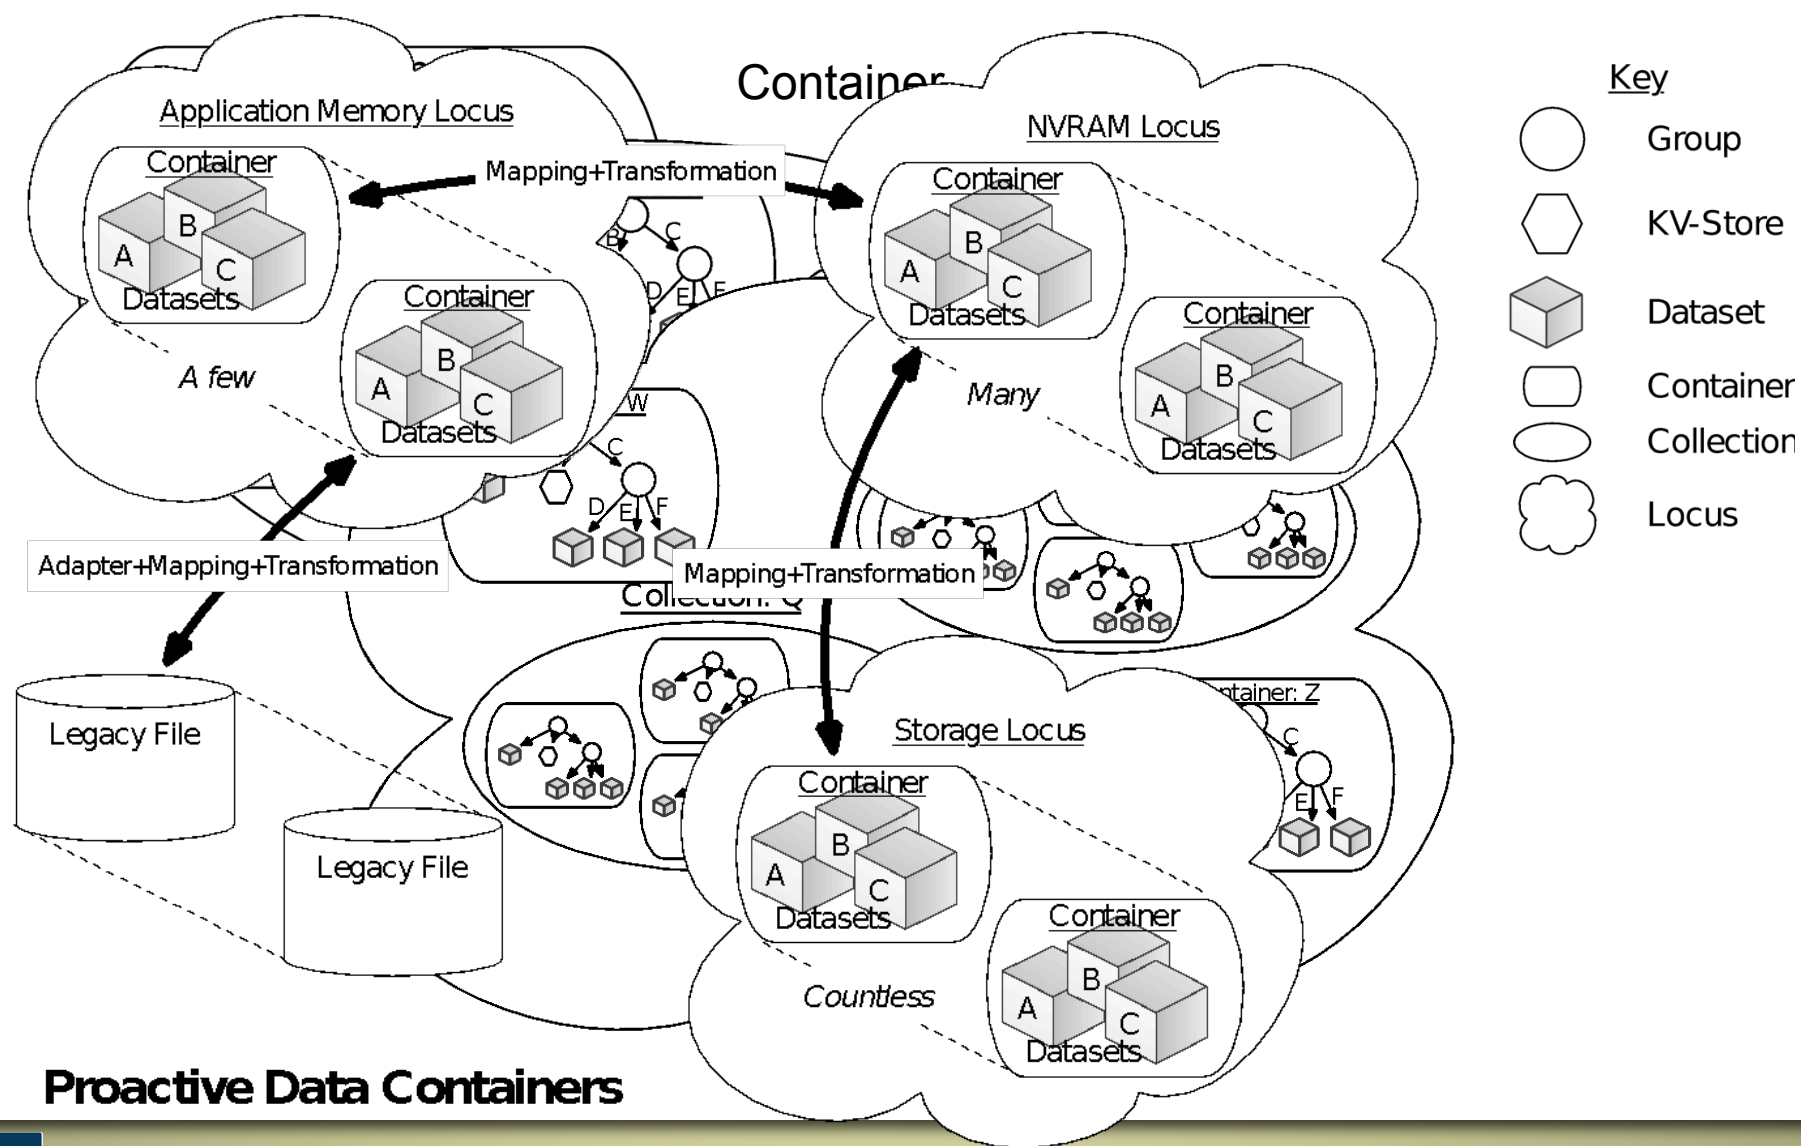 Container
Application Memory Locus
Container
A
B
C
Datasets
A few
Container
A
B
C
Datasets
Mapping+Transformation
NVRAM Locus
Container
A
B
C
Datasets
Many
Container
A
B
C
Datasets
Key
Group
KV-Store
Dataset
Container
Collection
Locus
B
C
D
E
F
W
C
D
E
F
Adapter+Mapping+Transformation
Mapping+Transformation
Collection: Q
Legacy File
Legacy File
Storage Locus
Container
A
B
C
Datasets
Countless
Container
A
B
C
Datasets
ntainer: Z
C
E
F
Proactive Data Containers